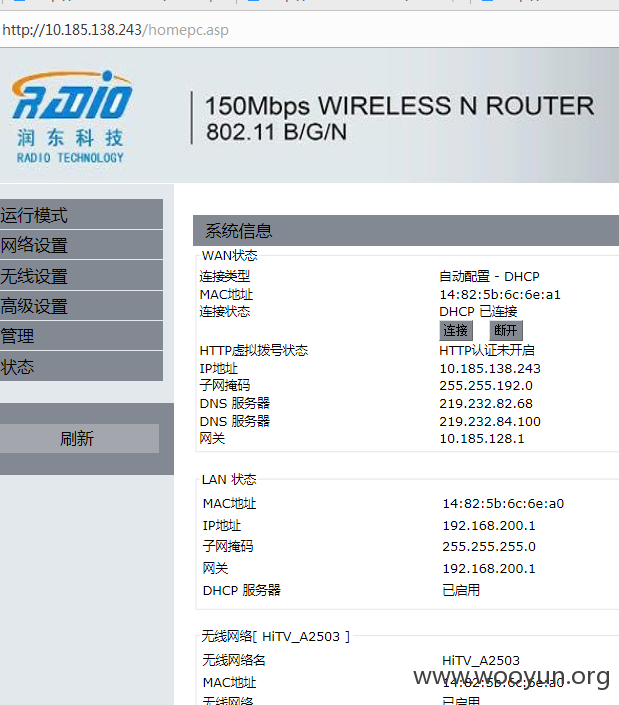 http://10.185.138.243/homepc.asp
RADIO
润东科技
RADIO TECHNOLOGY
150Mbps WIRELESS N ROUTER
802.11 B/G/N
运行模式
网络设置
无线设置
高级设置
管理
状态
刷新
系统信息
WAN状态
连接类型 自动配置 - DHCP
MAC地址 14:82:5b:6c:6e:a1
连接状态 DHCP 已连接
连接 断开
HTTP虚拟拨号状态 HTTP认证未开启
IP地址 10.185.138.243
子网掩码 255.255.192.0
DNS 服务器 219.232.82.68
DNS 服务器 219.232.84.100
网关 10.185.128.1
LAN 状态
MAC地址 14:82:5b:6c:6e:a0
IP地址 192.168.200.1
子网掩码 255.255.255.0
网关 192.168.200.1
DHCP 服务器 已启用
无线网络[ HiTV_A2503 ]
无线网络名 HiTV_A2503
MAC地址 14:82:5b:6c:6e:a0
www.wooyun.org
无线网络 已启用